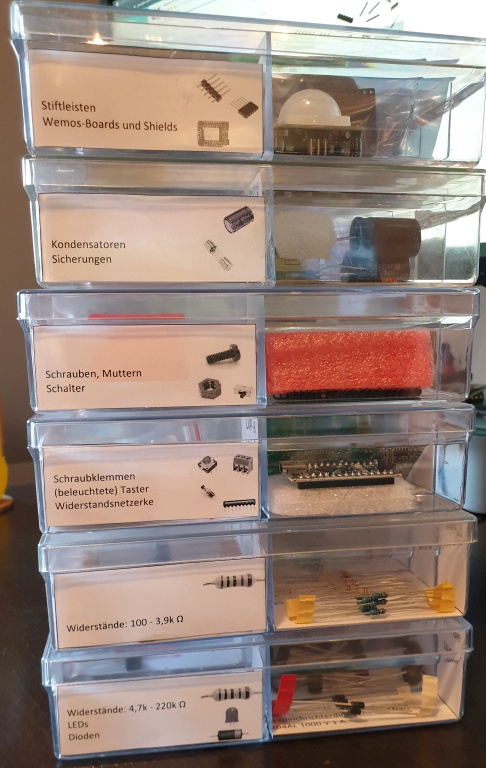 Stiftleisten
Wemos-Boards und Shields
Kondensatoren
Sicherungen
Schrauben, Muttern
Schalter
Schraubklemmen
(beleuchtete) Taster
Widerstandsnetzerke
Widerstände: 100 - 3,9k Ω
Widerstände: 4,7k - 220k Ω
LEDs
Dioden